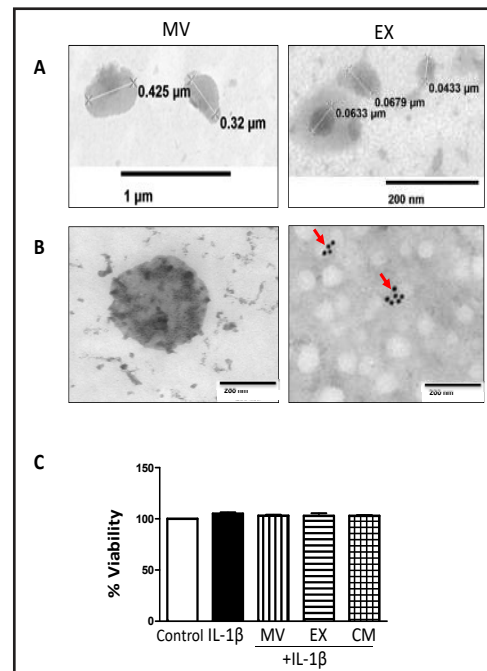 MV EX
A
0.425 µm
0.32 µm
1 µm
0.0433 µm
0.0679 µm
0.0633 µm
200 nm
B
200 nm
200 nm
C
150
100
50
0
% Viability
Control IL-1β MV EX CM
+IL-1β